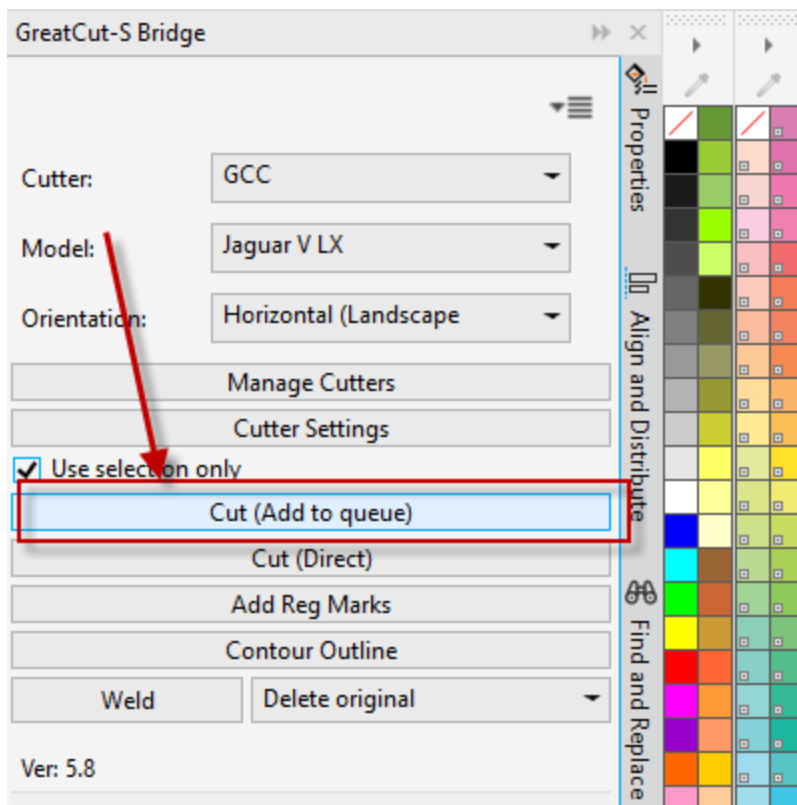 GreatCut-S Bridge
Cutter:
GCC
Model:
Jaguar V LX
Orientation:
Horizontal (Landscape
Manage Cutters
Cutter Settings
Use selection only
Cut (Add to queue)
Cut (Direct)
Add Reg Marks
Contour Outline
Weld
Delete original
Ver: 5.8
Properties
Align and Distribute
Find and Replace